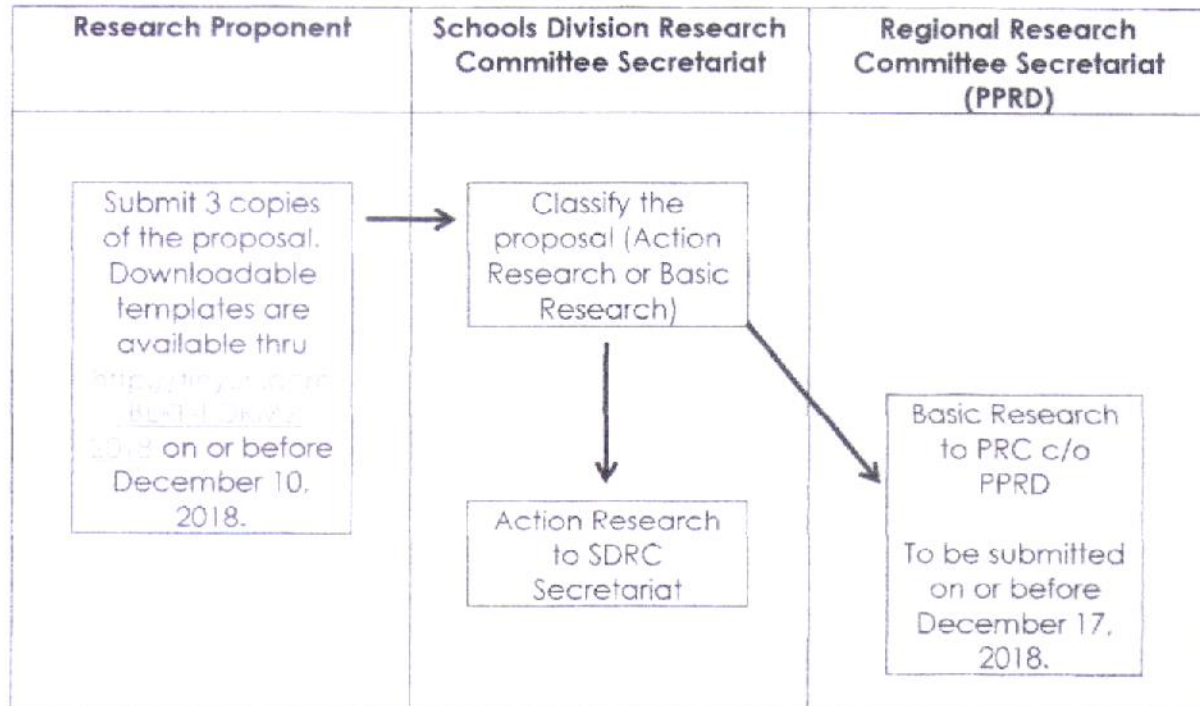 Research Proponent
Schools Division Research
Committee Secretariat
Regional Research
Committee Secretariat
(PPRD)
Submit 3 copies
of the proposal.
Downloadable
templates are
available thru
2018 on or before
December 10,
2018.
Classify the
proposal (Action
Research or Basic
Research)
Action Research
to SDRC
Secretariat
Basic Research
to PRC c/o
PPRD
To be submitted
on or before
December 17,
2018.